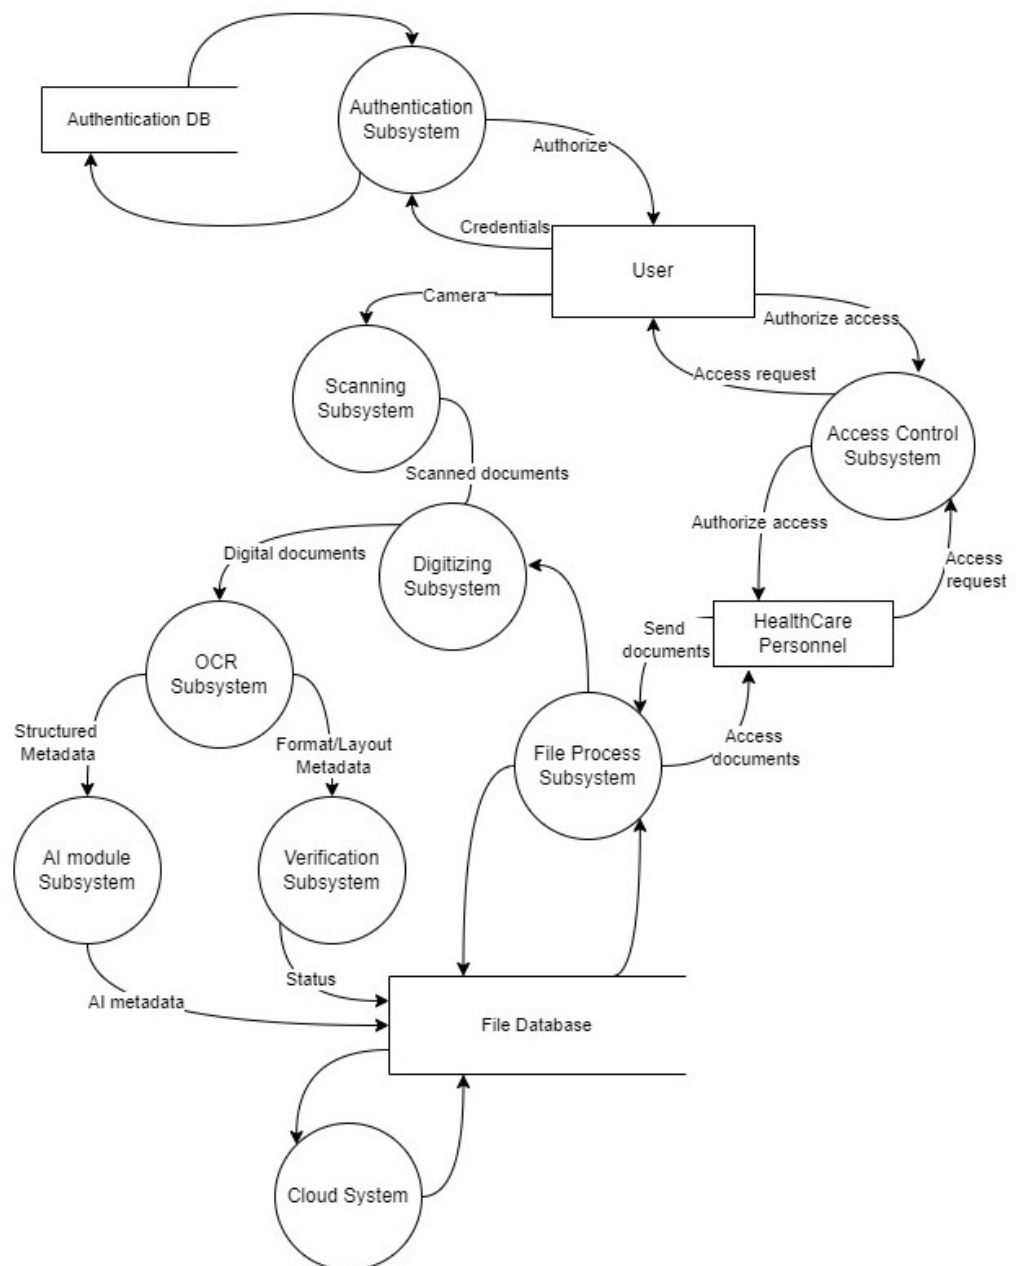 Authentication DB
Authentication
Subsystem
Authorize
Credentials
User
Camera
Authorize access
Access request
Scanning
Subsystem
Access Control
Subsystem
Scanned documents
Authorize access
Digital documents
Digitizing
Subsystem
Access
request
HealthCare
Personnel
Send
documents
OCR
Subsystem
Structured
Metadata
Format/Layout
Metadata
File Process
Subsystem
Access
documents
AI module
Subsystem
Verification
Subsystem
Status
AI metadata
File Database
Cloud System